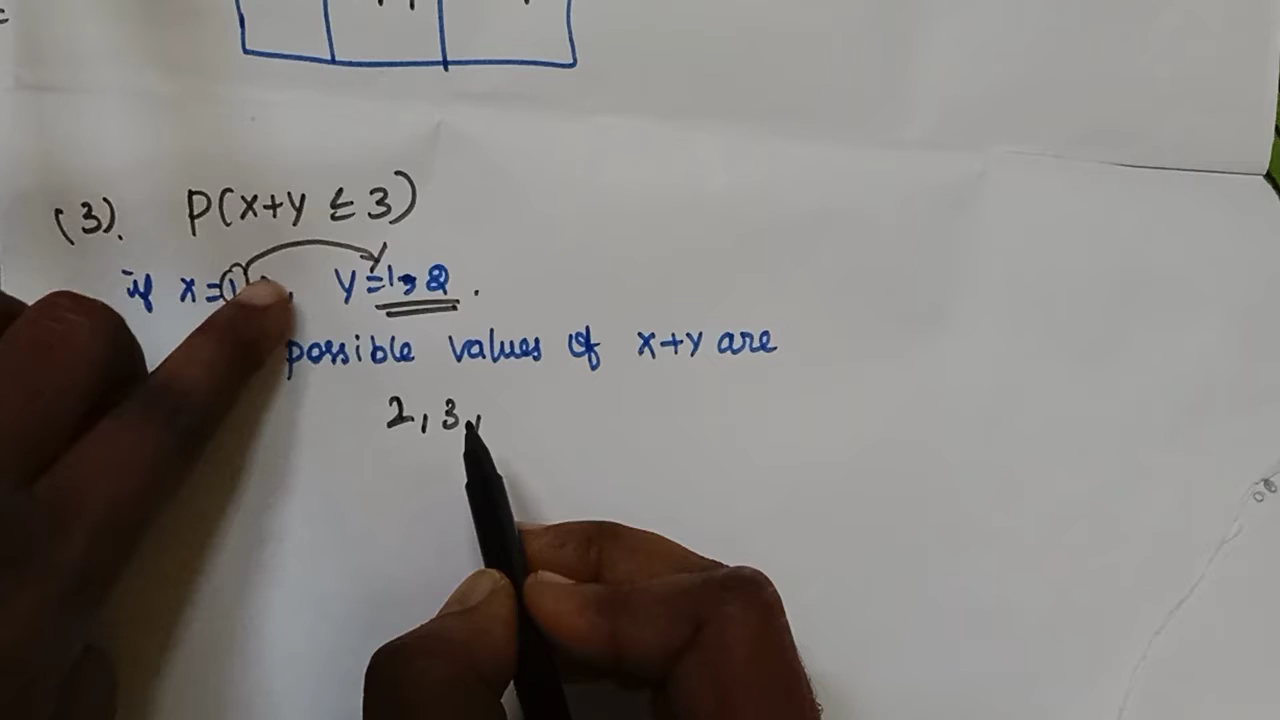 (3). P(X+Y ≤ 3)
if X=1 Y=1,2.
possible values of X+Y are
2, 3,